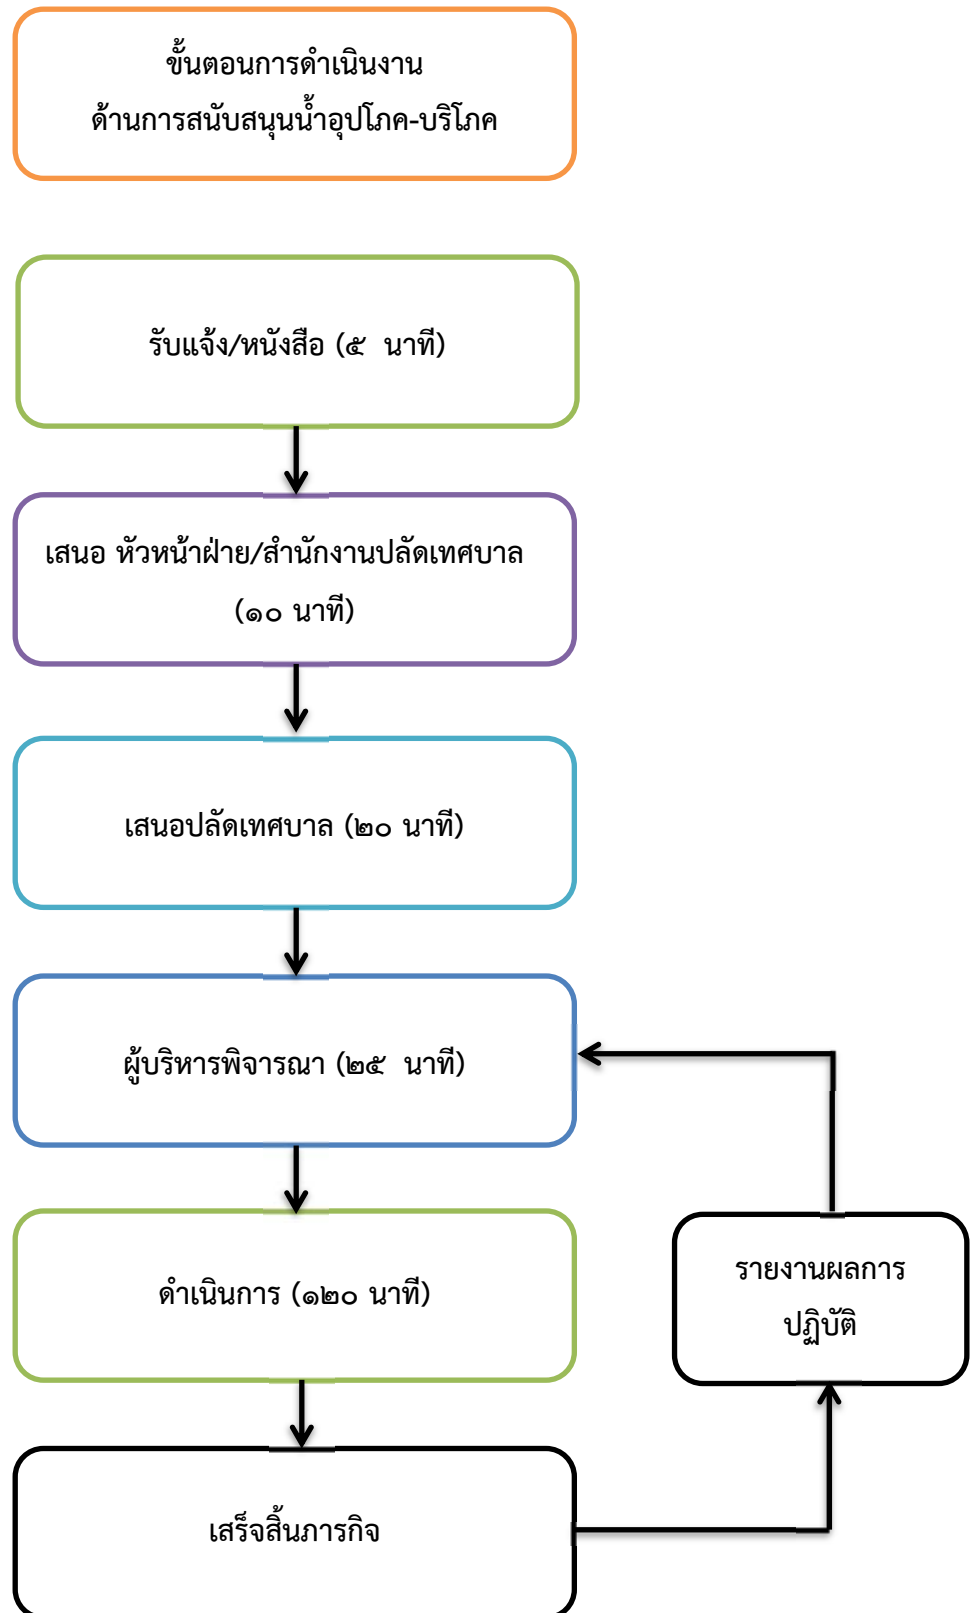 ขั้นตอนการดำเนินงาน
ด้านการสนับสนุนน้ำอุปโภค-บริโภค
รับแจ้ง/หนังสือ (๕ นาที)
เสนอ หัวหน้าฝ่าย/สำนักงานปลัดเทศบาล
(๑๐ นาที)
เสนอปลัดเทศบาล (๒๐ นาที)
ผู้บริหารพิจารณา (๒๕ นาที)
ดำเนินการ (๑๒๐ นาที)
รายงานผลการ
ปฏิบัติ
เสร็จสิ้นภารกิจ